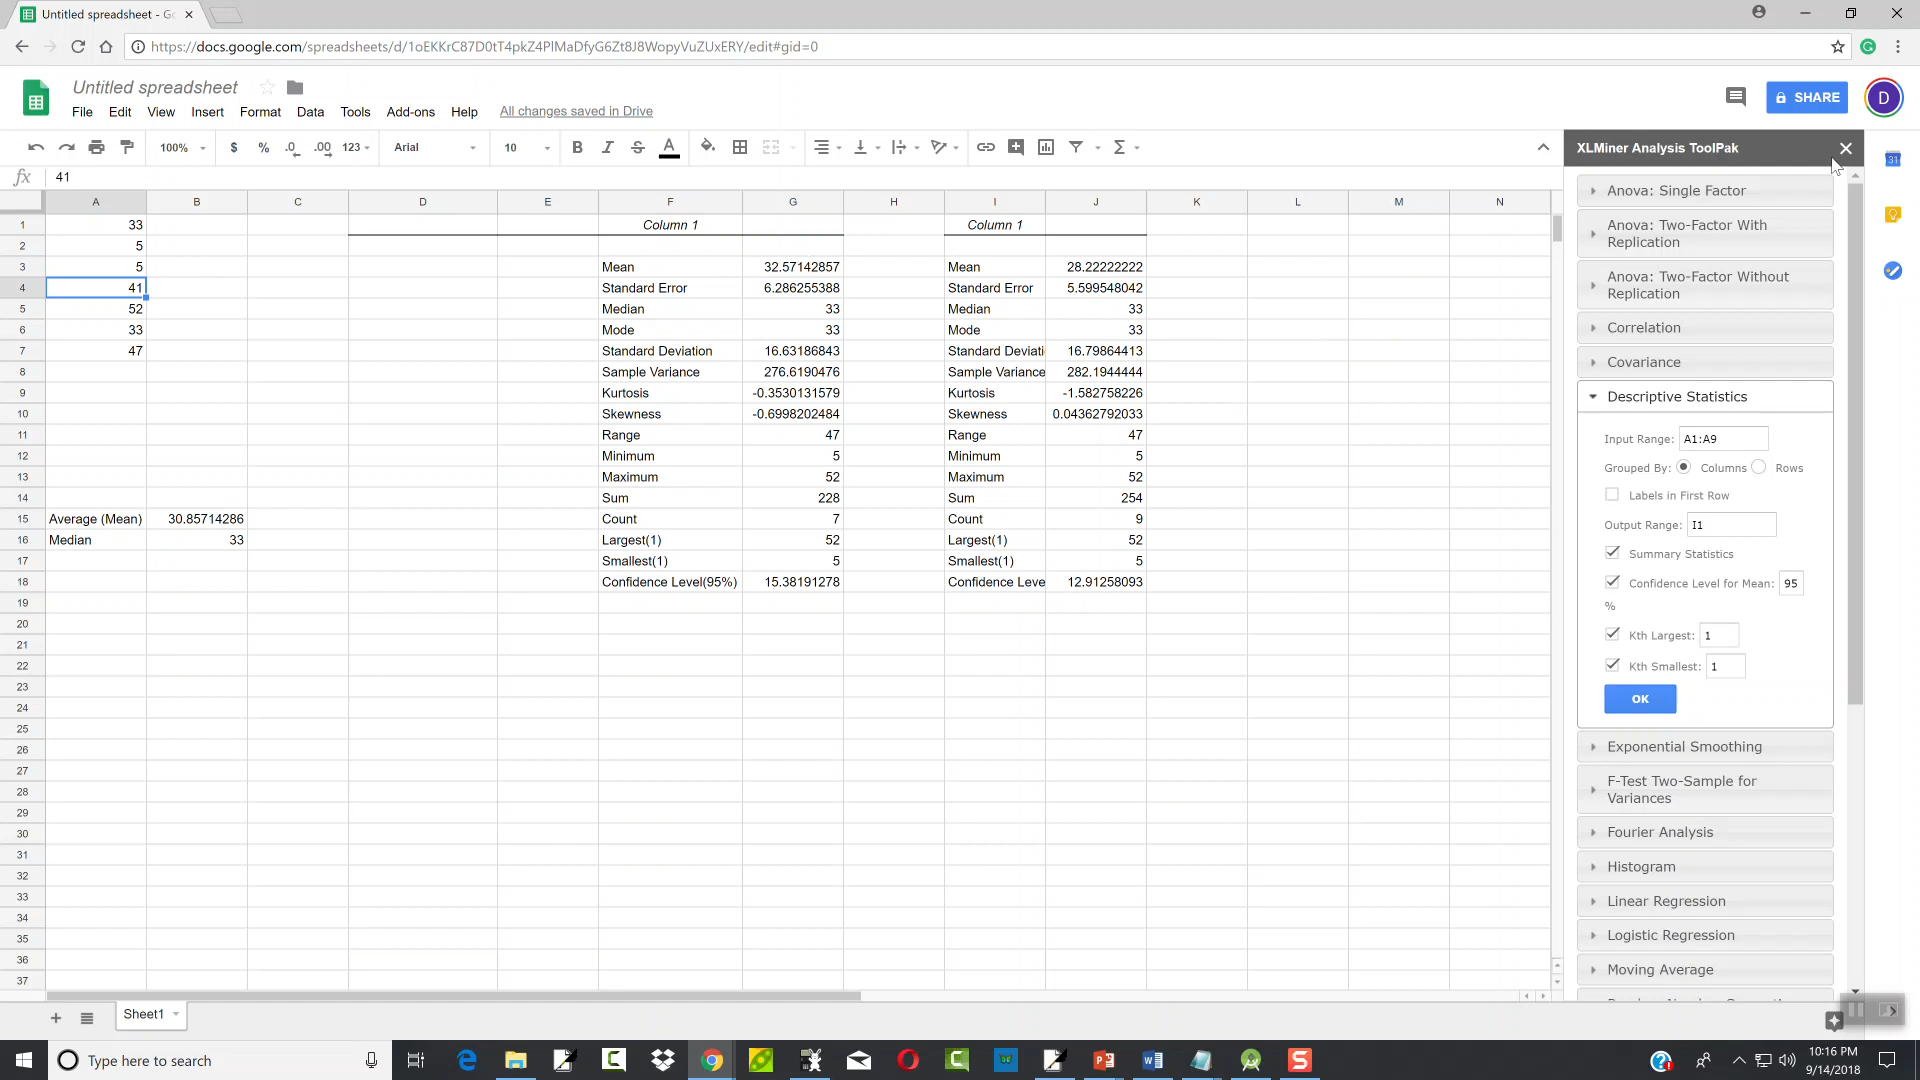 Untitled spreadsheet - Go
https://docs.google.com/spreadsheets/d/1oEKKrC87D0tT4pkZ4PlMaDfyG6Zt8J8WopyVuZUxERY/edit#gid=0
Untitled spreadsheet
File Edit View Insert Format Data Tools Add-ons Help All changes saved in Drive
SHARE D
100% $ % .0 .00 123 Arial 10 B I S A Σ
XLMiner Analysis ToolPak
fx 41
A B C D E F G H I J K L M N
1 33 Column 1 Column 1
2 5
3 5 Mean 32.57142857 Mean 28.22222222
4 41 Standard Error 6.286255388 Standard Error 5.599548042
5 52 Median 33 Median 33
6 33 Mode 33 Mode 33
7 47 Standard Deviation 16.63186843 Standard Deviati 16.79864413
8 Sample Variance 276.6190476 Sample Variance 282.1944444
9 Kurtosis -0.3530131579 Kurtosis -1.582758226
10 Skewness -0.6998202484 Skewness 0.04362792033
11 Range 47 Range 47
12 Minimum 5 Minimum 5
13 Maximum 52 Maximum 52
14 Sum 228 Sum 254
15 Average (Mean) 30.85714286 Count 7 Count 9
16 Median 33 Largest(1) 52 Largest(1) 52
17 Smallest(1) 5 Smallest(1) 5
18 Confidence Level(95%) 15.38191278 Confidence Leve 12.91258093
19
20
21
22
23
24
25
26
27
28
29
30
31
32
33
34
35
36
37
Anova: Single Factor
Anova: Two-Factor With
Replication
Anova: Two-Factor Without
Replication
Correlation
Covariance
Descriptive Statistics
Input Range: A1:A9
Grouped By: Columns Rows
Labels in First Row
Output Range: I1
Summary Statistics
Confidence Level for Mean: 95
%
Kth Largest: 1
Kth Smallest: 1
OK
Exponential Smoothing
F-Test Two-Sample for
Variances
Fourier Analysis
Histogram
Linear Regression
Logistic Regression
Moving Average
31
Sheet1
Type here to search
10:16 PM
9/14/2018